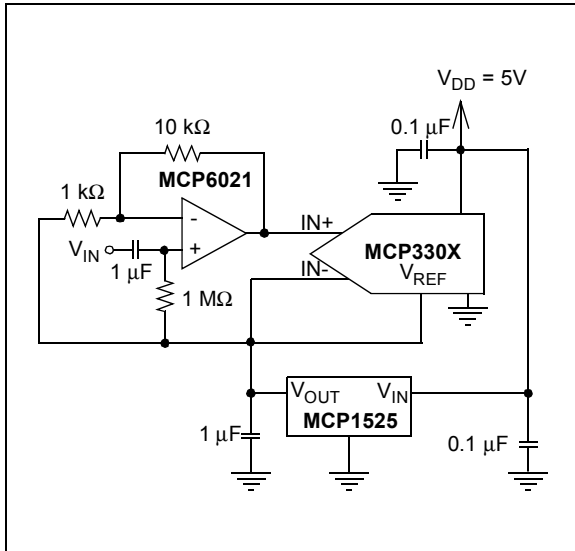 V_DD = 5V
0.1 μF
10 kΩ
MCP6021
1 kΩ
-
+
V_IN
1 μF
1 MΩ
IN+
IN-
MCP330X
V_REF
V_OUT
V_IN
MCP1525
1 μF
0.1 μF